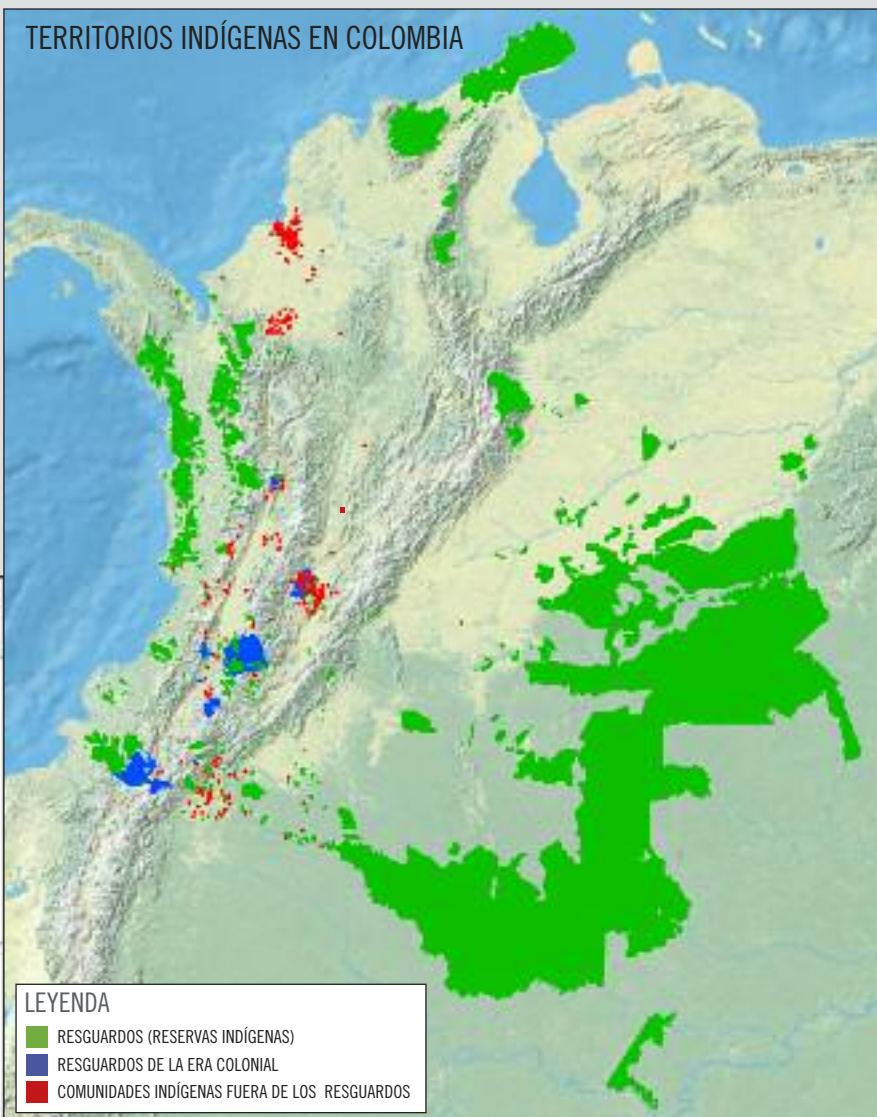 TERRITORIOS INDÍGENAS EN COLOMBIA
LEYENDA
RESGUARDOS (RESERVAS INDÍGENAS)
RESGUARDOS DE LA ERA COLONIAL
COMUNIDADES INDÍGENAS FUERA DE LOS RESGUARDOS